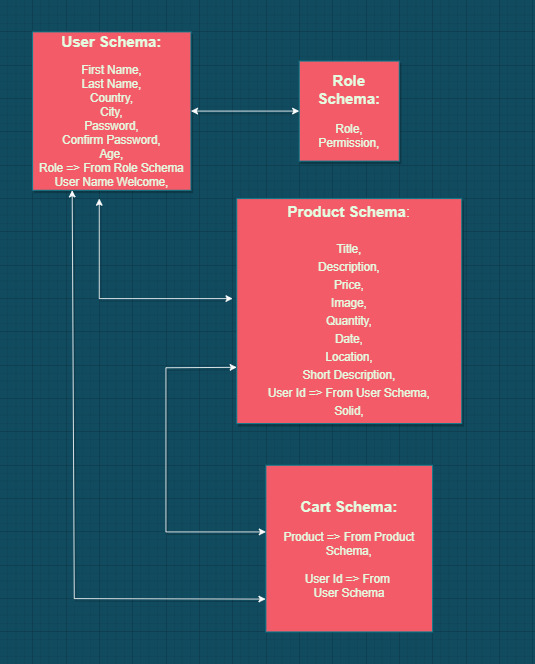 User Schema:
First Name,
Last Name,
Country,
City,
Password,
Confirm Password,
Age,
Role => From Role Schema
User Name Welcome,
Role
Schema:
Role,
Permission,
Product Schema:
Title,
Description,
Price,
Image,
Quantity,
Date,
Location,
Short Description,
User Id => From User Schema,
Solid,
Cart Schema:
Product => From Product
Schema,
User Id => From
User Schema